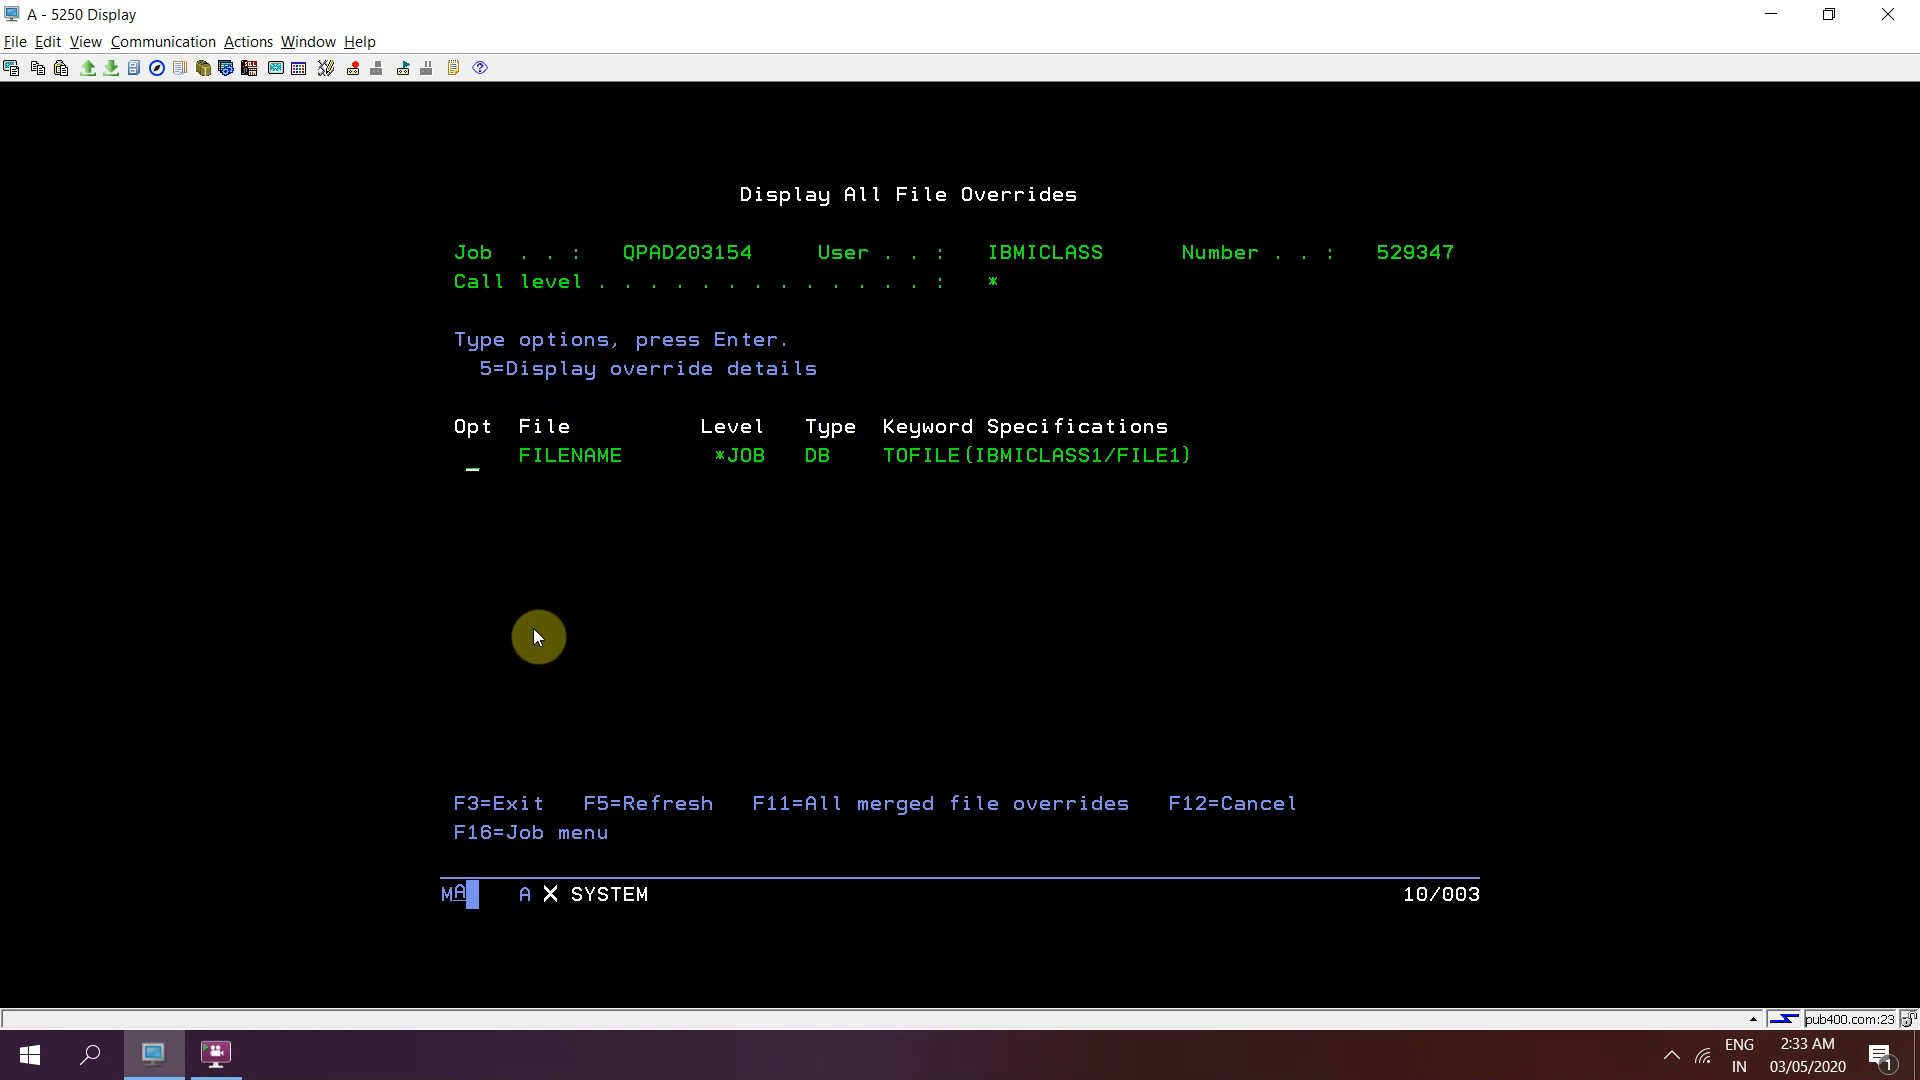 A - 5250 Display
File Edit View Communication Actions Window Help
Display All File Overrides
Job . . : QPAD203154 User . . : IBMICLASS Number . . : 529347
Call level . . . . . . . . . . . . . : *
Type options, press Enter.
5=Display override details
Opt File Level Type Keyword Specifications
_ FILENAME *JOB DB TOFILE(IBMICLASS1/FILE1)
F3=Exit F5=Refresh F11=All merged file overrides F12=Cancel
F16=Job menu
MA A X SYSTEM 10/003
pub400.com:23
ENG 2:33 AM
IN 03/05/2020 1